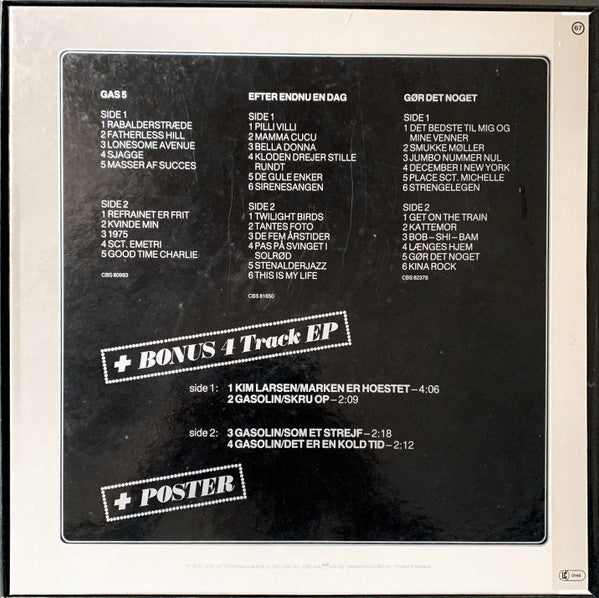 67
GAS 5
SIDE 1
1 RABALDERSTRÆDE
2 FATHERLESS HILL
3 LONESOME AVENUE
4 SJAGGE
5 MASSER AF SUCCES
SIDE 2
1 REFRAINET ER FRIT
2 KVINDE MIN
3 1975
4 SCT. EMETRI
5 GOOD TIME CHARLIE
CBS 80993
EFTER ENDNU EN DAG
SIDE 1
1 PILLI VILLI
2 MAMMA CUCU
3 BELLA DONNA
4 KLODEN DREJER STILLE
RUNDT
5 DE GULE ENKER
6 SIRENESANGEN
SIDE 2
1 TWILIGHT BIRDS
2 TANTES FOTO
3 DE FEM ÅRSTIDER
4 PAS PÅ SVINGET I
SOLRØD
5 STENALDERJAZZ
6 THIS IS MY LIFE
CBS 81650
GØR DET NOGET
SIDE 1
1 DET BEDSTE TIL MIG OG
MINE VENNER
2 SMUKKE MØLLER
3 JUMBO NUMMER NUL
4 DECEMBER I NEW YORK
5 PLACE SCT. MICHELLE
6 STRENGELEGEN
SIDE 2
1 GET ON THE TRAIN
2 KATTEMOR
3 BOB – SHI – BAM
4 LÆNGES HJEM
5 GØR DET NOGET
6 KINA ROCK
CBS 82378
+ BONUS 4 Track EP
side 1: 1 KIM LARSEN/MARKEN ER HOESTET – 4:06
2 GASOLIN/SKRU OP – 2:09
side 2: 3 GASOLIN/SOM ET STREJF – 2:18
4 GASOLIN/DET ER EN KOLD TID – 2:12
+ POSTER
Printed in Holland